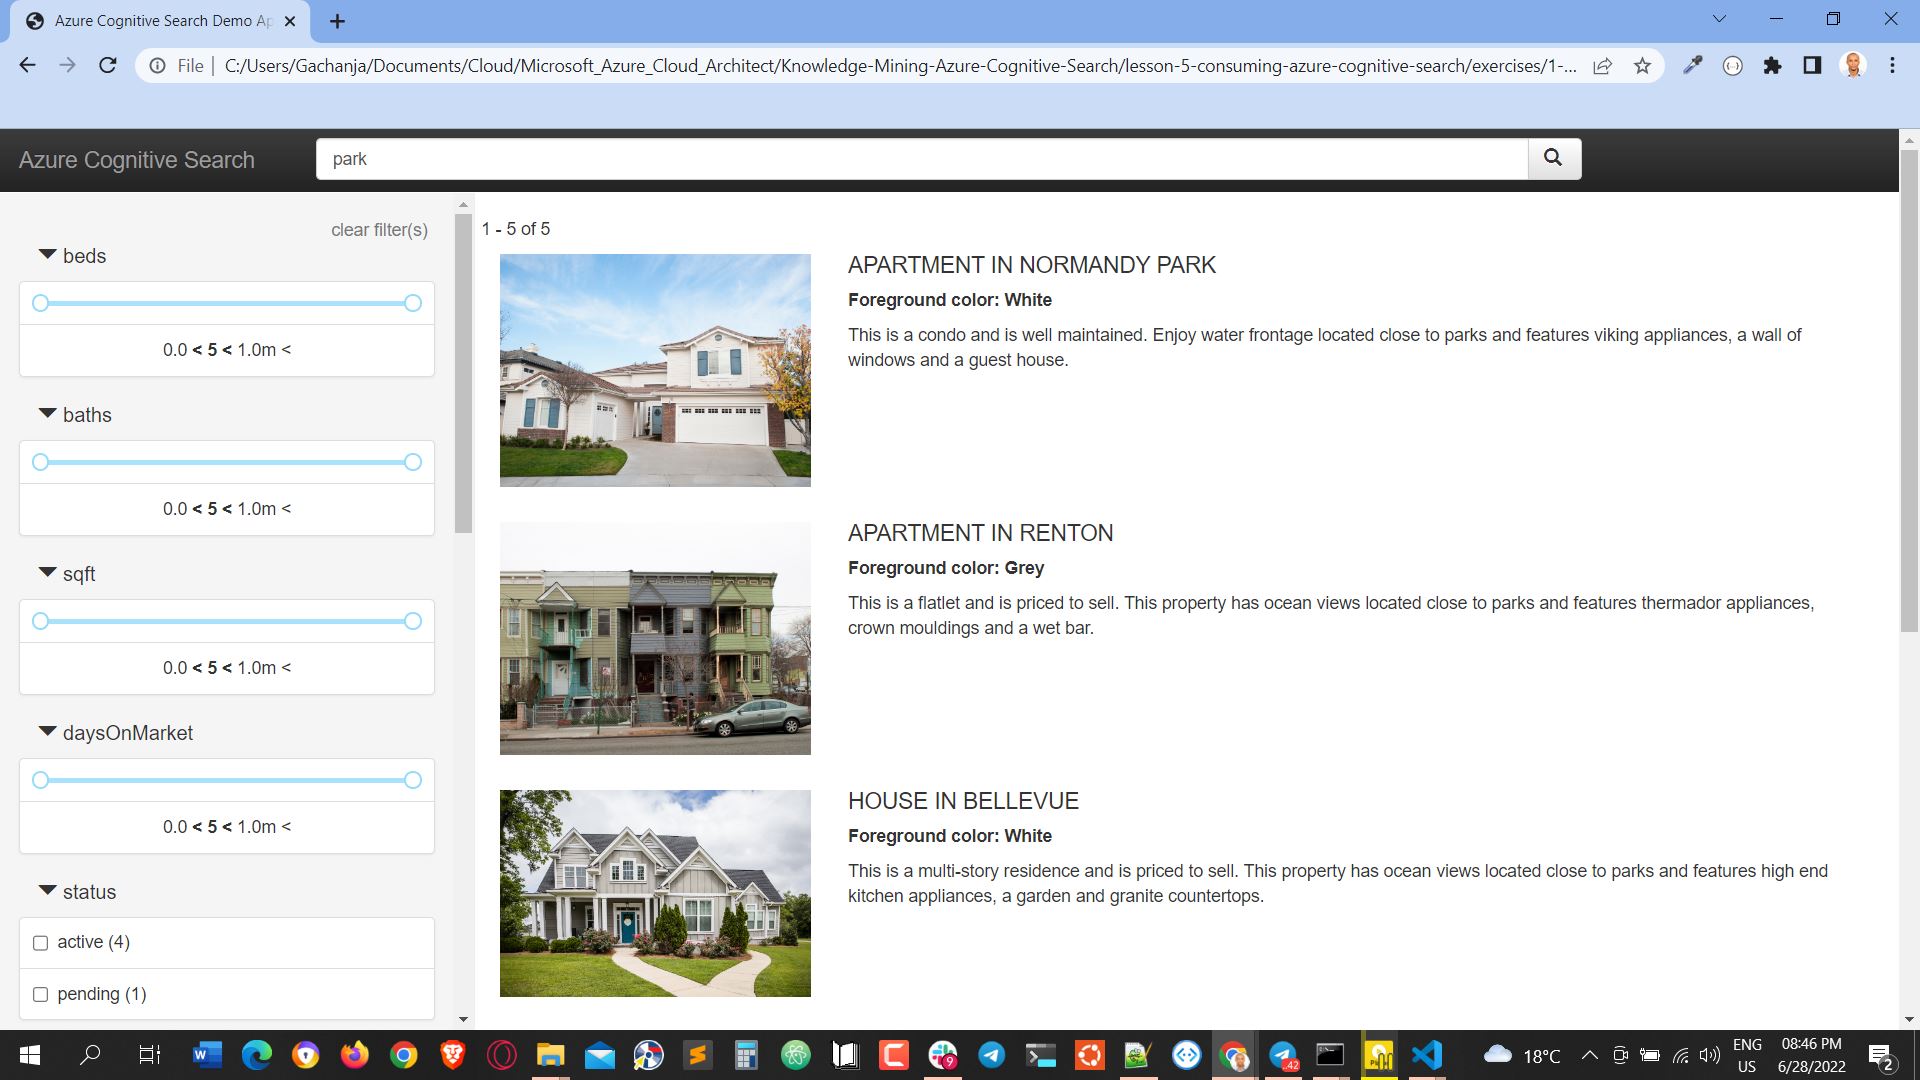 Azure Cognitive Search Demo Ap
File
C:/Users/Gachanja/Documents/Cloud/Microsoft_Azure_Cloud_Architect/Knowledge-Mining-Azure-Cognitive-Search/lesson-5-consuming-azure-cognitive-search/exercises/1-...
Azure Cognitive Search
park
clear filter(s)
beds
0.0 < 5 < 1.0m <
baths
0.0 < 5 < 1.0m <
sqft
0.0 < 5 < 1.0m <
daysOnMarket
0.0 < 5 < 1.0m <
status
active (4)
pending (1)
1 - 5 of 5
APARTMENT IN NORMANDY PARK
Foreground color: White
This is a condo and is well maintained. Enjoy water frontage located close to parks and features viking appliances, a wall of
windows and a guest house.
APARTMENT IN RENTON
Foreground color: Grey
This is a flatlet and is priced to sell. This property has ocean views located close to parks and features thermador appliances,
crown mouldings and a wet bar.
HOUSE IN BELLEVUE
Foreground color: White
This is a multi-story residence and is priced to sell. This property has ocean views located close to parks and features high end
kitchen appliances, a garden and granite countertops.
9
42
18°C
ENG
US
08:46 PM
6/28/2022
2